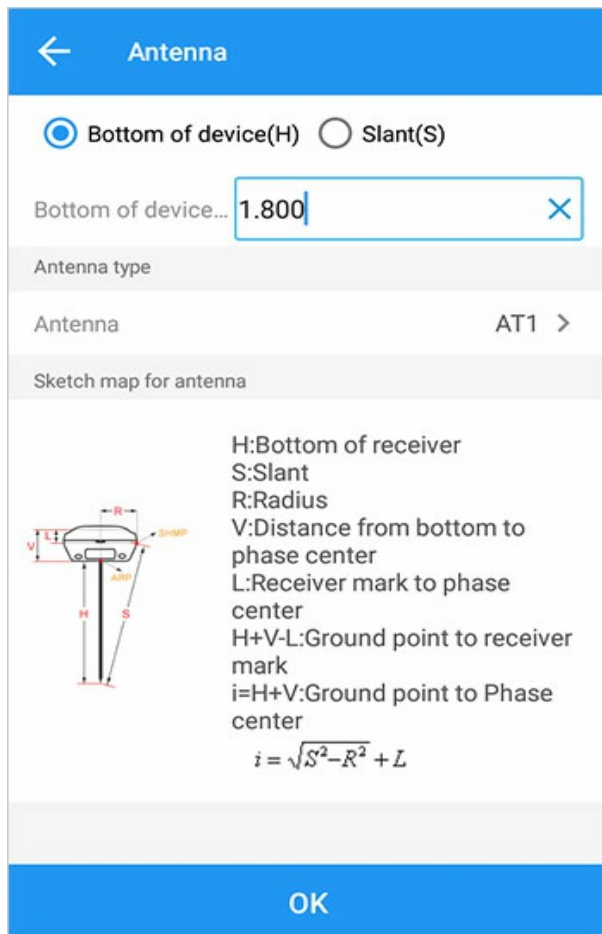 Antenna
Bottom of device(H) Slant(S)
Bottom of device... 1.800
Antenna type
Antenna AT1
Sketch map for antenna
H:Bottom of receiver
S:Slant
R:Radius
V:Distance from bottom to
phase center
L:Receiver mark to phase
center
H+V-L:Ground point to receiver
mark
i=H+V:Ground point to Phase
center
i = √S²–R² + L
R
L
V
SHMP
ARP
H
S
OK